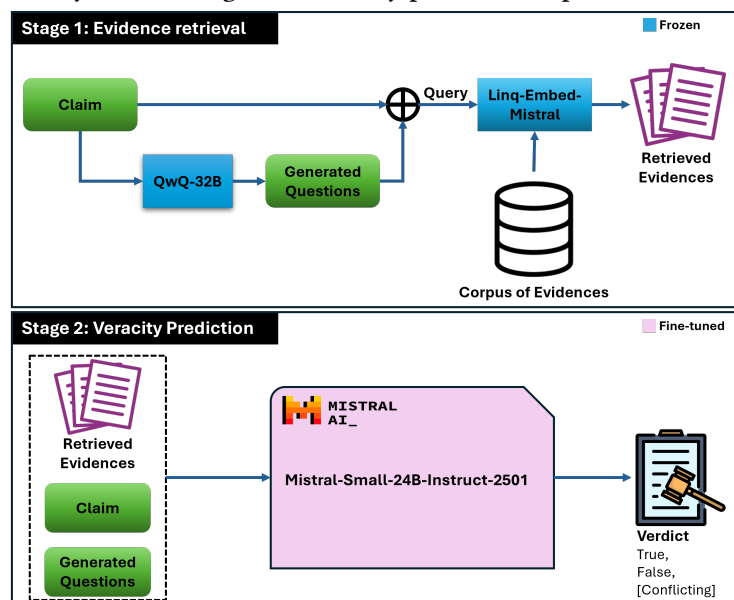 Stage 1: Evidence retrieval
Frozen
Claim
Query
Linq-Embed-
Mistral
QwQ-32B
Generated
Questions
Retrieved
Evidences
Corpus of Evidences
Stage 2: Veracity Prediction
Fine-tuned
Retrieved
Evidences
Claim
Generated
Questions
MISTRAL
AI_
Mistral-Small-24B-Instruct-2501
Verdict
True,
False,
[Conflicting]